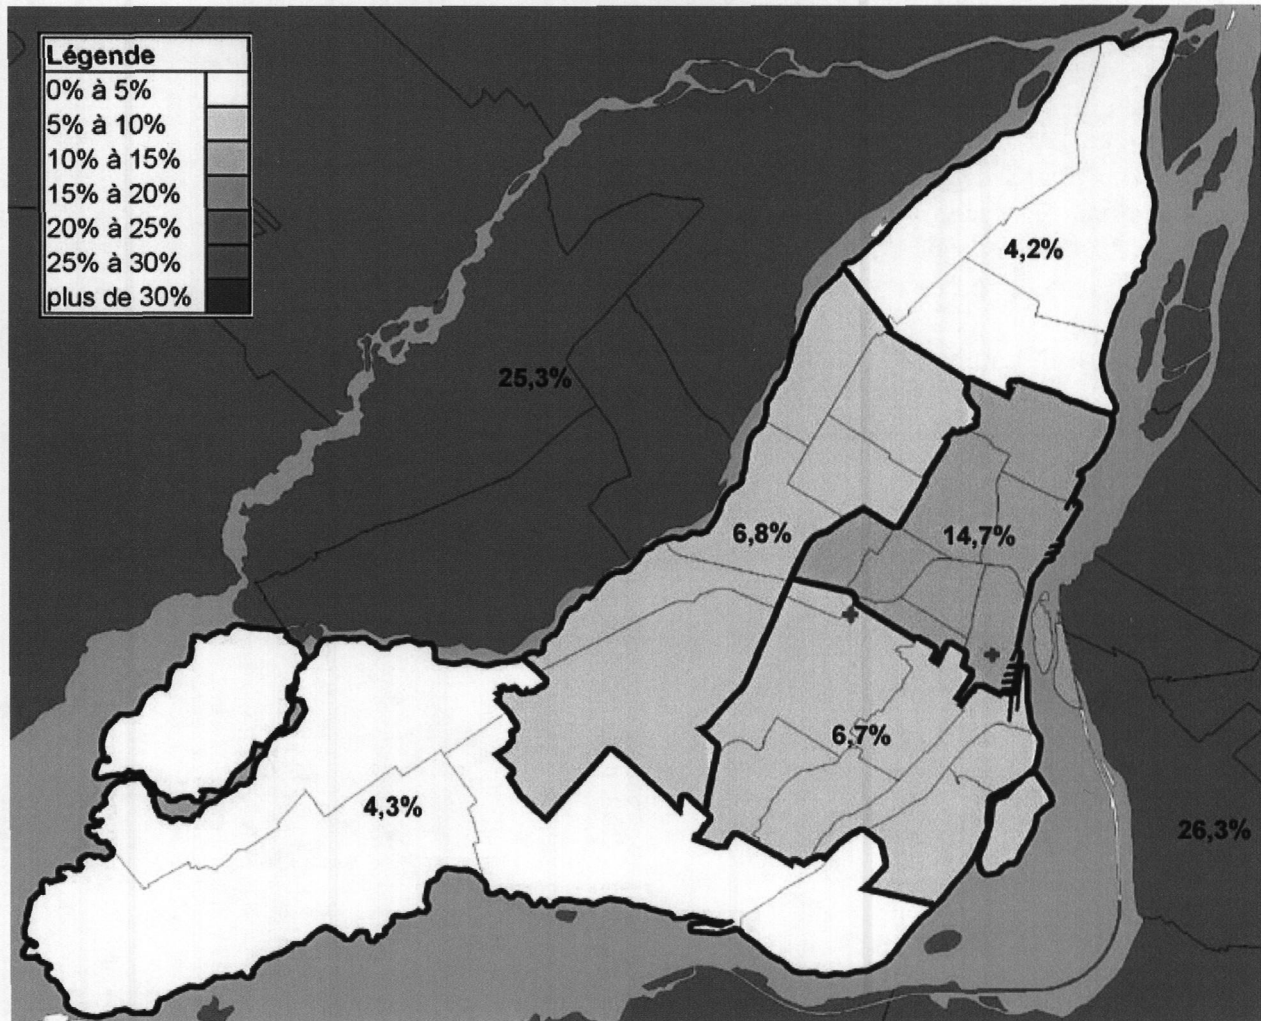 Légende
0% à 5%
5% à 10%
10% à 15%
15% à 20%
20% à 25%
25% à 30%
plus de 30%
4,2%
25,3%
6,8%
14,7%
6,7%
4,3%
26,3%